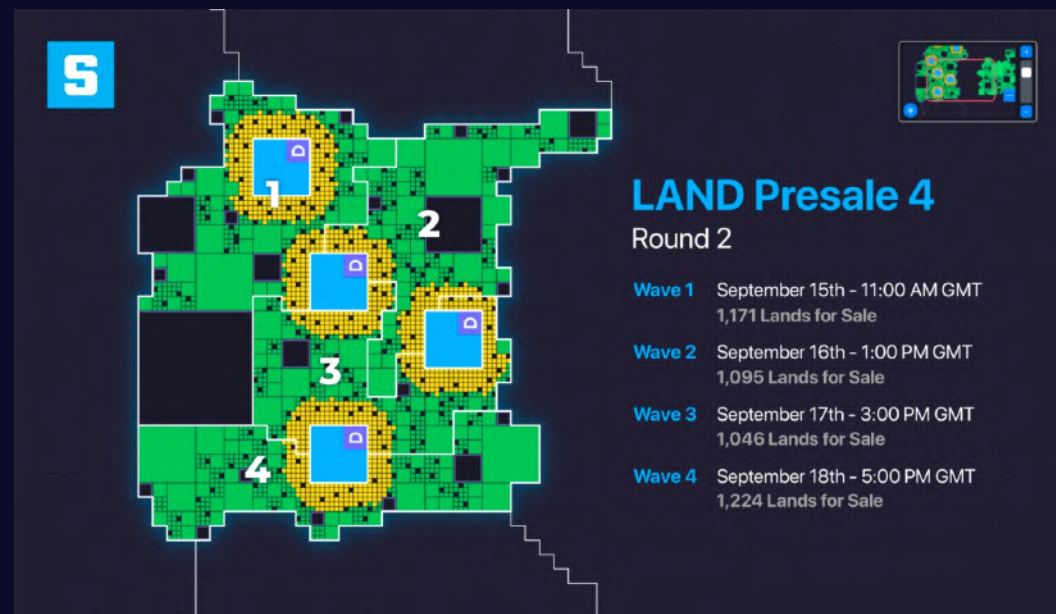 S
LAND Presale 4
Round 2
Wave 1 September 15th - 11:00 AM GMT
1,171 Lands for Sale
Wave 2 September 16th - 1:00 PM GMT
1,095 Lands for Sale
Wave 3 September 17th - 3:00 PM GMT
1,046 Lands for Sale
Wave 4 September 18th - 5:00 PM GMT
1,224 Lands for Sale
D
1
2
D
D
3
D
4